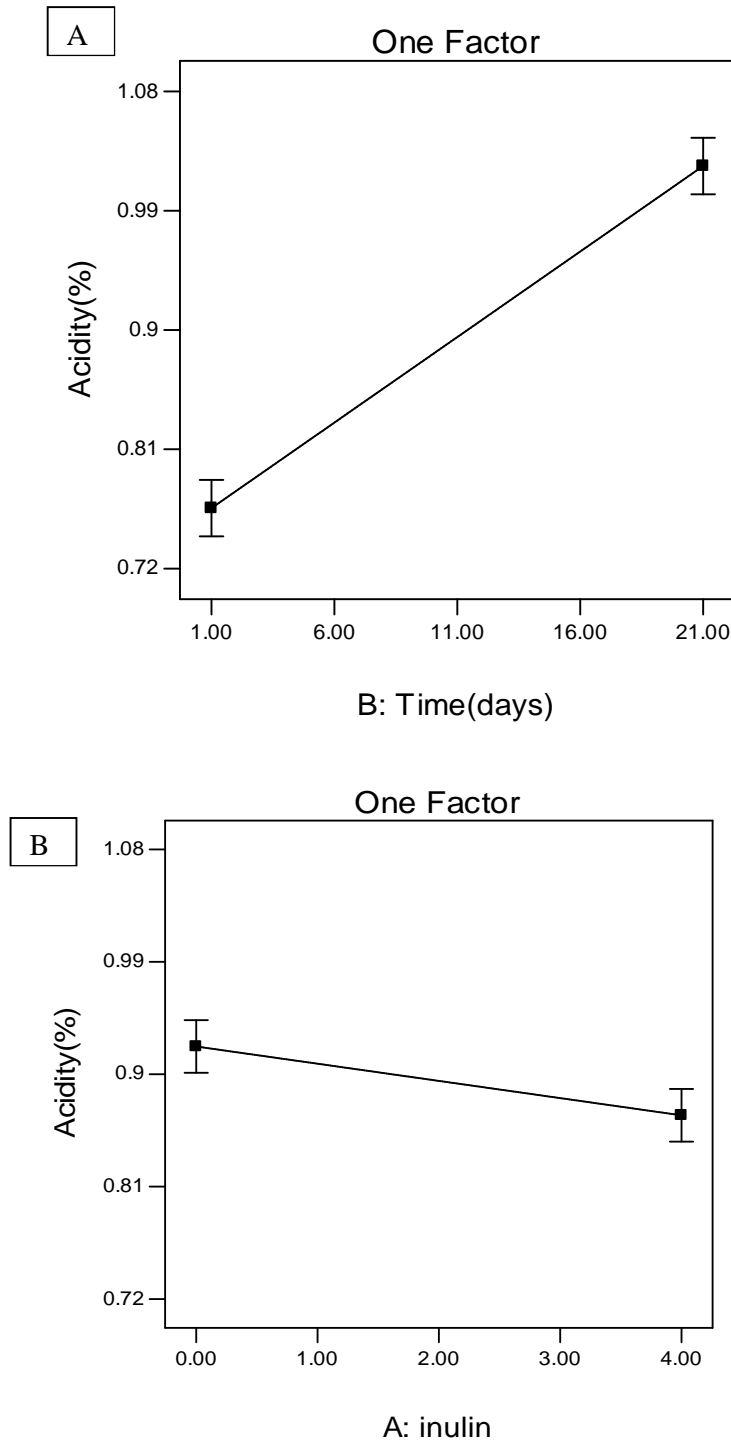 A
One Factor
1.08
0.99
0.9
0.81
0.72
Acidity(%)
1.00 6.00 11.00 16.00 21.00
B: Time(days)
One Factor
B
1.08
0.99
0.9
0.81
0.72
Acidity(%)
0.00 1.00 2.00 3.00 4.00
A: inulin